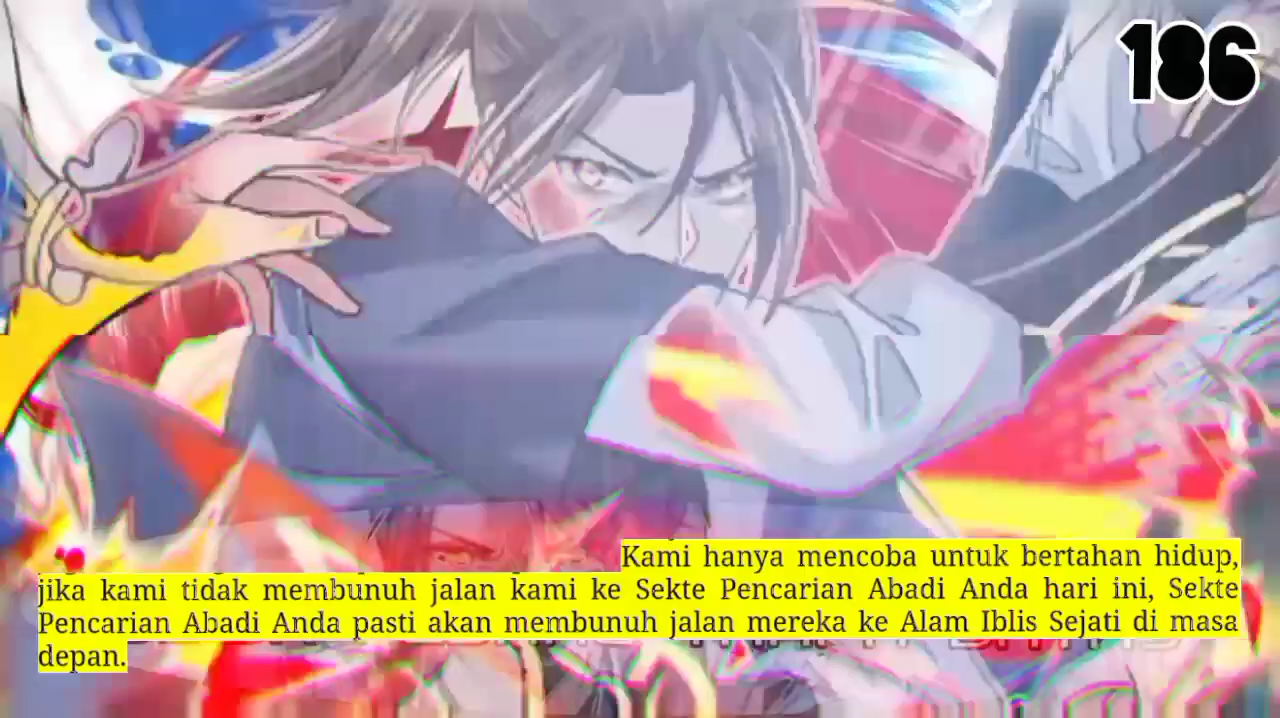 186
Kami hanya mencoba untuk bertahan hidup,
jika kami tidak membunuh jalan kami ke Sekte Pencarian Abadi Anda hari ini, Sekte
Pencarian Abadi Anda pasti akan membunuh jalan mereka ke Alam Iblis Sejati di masa
depan.